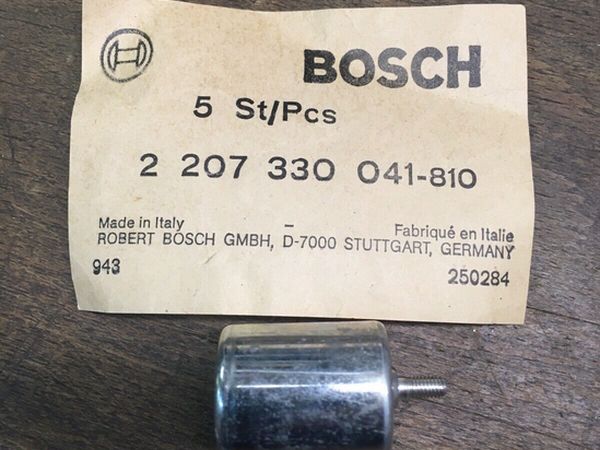 BOSCH
5 St/Pcs
2 207 330 041-810
Made in Italy Fabriqué en Italie
ROBERT BOSCH GMBH, D-7000 STUTTGART, GERMANY
943 250284